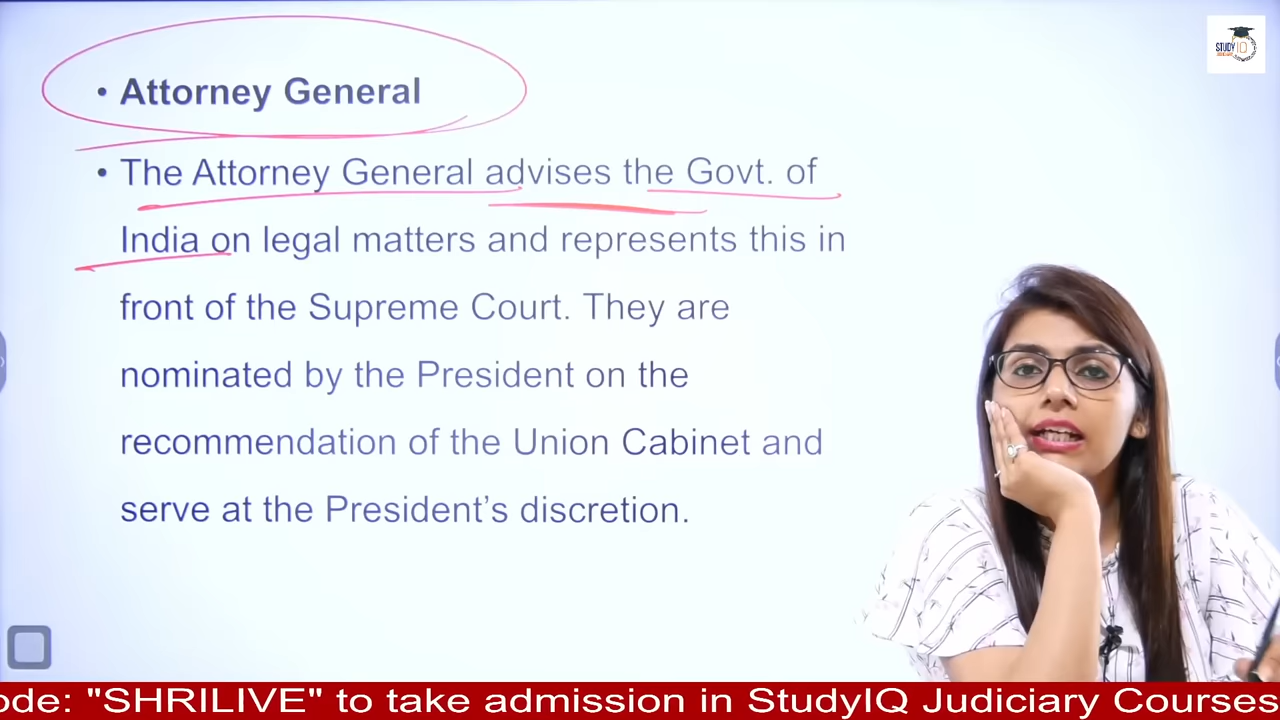 STUDY IQ
• Attorney General
• The Attorney General advises the Govt. of
India on legal matters and represents this in
front of the Supreme Court. They are
nominated by the President on the
recommendation of the Union Cabinet and
serve at the President’s discretion.
ode: "SHRILIVE" to take admission in StudyIQ Judiciary Courses